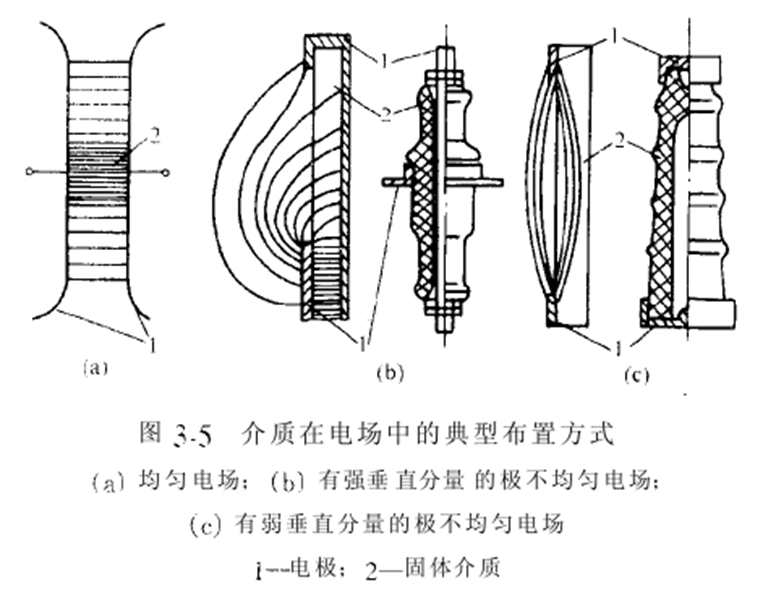 1
2
1
2
1
2
1
1
1
(a)
(b)
(c)
图 3-5 介质在电场中的典型布置方式
(a) 均匀电场; (b) 有强垂直分量的极不均匀电场;
(c) 有弱垂直分量的极不均匀电场
1—电极; 2—固体介质